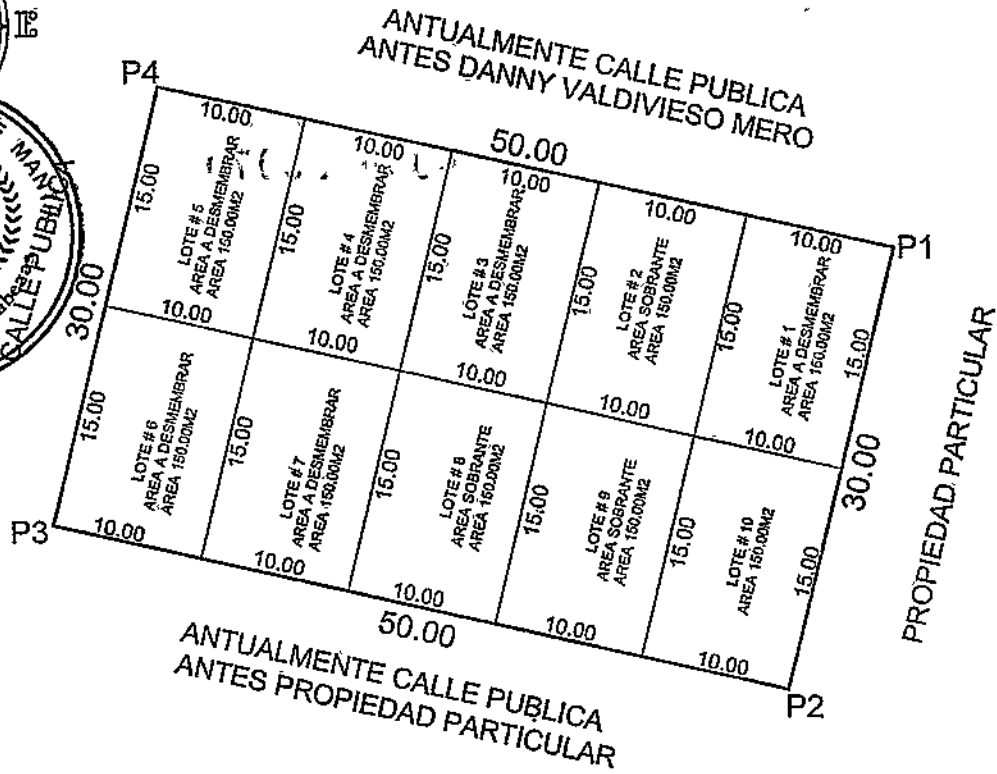 ANTUALMENTE CALLE PUBLICA
ANTES DANNY VALDIVIESO MERO
P4
P1
P3
P2
50.00
10.00
10.00
10.00
10.00
10.00
15.00
LOTE # 5
AREA A DESMEMBRAR
AREA 150.00M2
15.00
LOTE # 4
AREA A DESMEMBRAR
AREA 150.00M2
15.00
LOTE # 3
AREA A DESMEMBRAR
AREA 150.00M2
15.00
LOTE # 2
AREA SOBRANTE
AREA 150.00M2
15.00
LOTE # 1
AREA A DESMEMBRAR
AREA 150.00M2
15.00
10.00
10.00
10.00
10.00
10.00
CALLE PUBLI
30.00
30.00
PROPIEDAD PARTICULAR
15.00
LOTE # 6
AREA A DESMEMBRAR
AREA 150.00M2
15.00
LOTE # 7
AREA A DESMEMBRAR
AREA 150.00M2
15.00
LOTE # 8
AREA SOBRANTE
AREA 150.00M2
15.00
LOTE # 9
AREA SOBRANTE
AREA 150.00M2
15.00
LOTE # 10
AREA 150.00M2
15.00
10.00
10.00
10.00
10.00
10.00
50.00
ANTUALMENTE CALLE PUBLICA
ANTES PROPIEDAD PARTICULAR